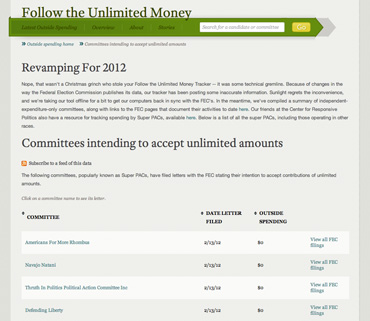 Follow the Unlimited Money
Latest Outside Spending Overview About Stories Search for a candidate or committee Go!
Outside spending home » Committees intending to accept unlimited amounts
Revamping For 2012
Nope, that wasn't a Christmas grinch who stole your Follow the Unlimited Money Tracker -- it was some technical gremlins. Because of changes in the
way the Federal Election Commission publishes its data, our tracker has been posting some inaccurate information. Sunlight regrets the inconvenience,
and we're taking our tool offline for a bit to get our computers back in sync with the FEC's. In the meantime, we've compiled a summary of independent-
expenditure-only committees, along with links to the FEC pages that document their activities to date here. Our friends at the Center for Responsive
Politics also have a resource for tracking spending by Super PACs, available here. Below is a list of all the super PACs, including those operating in other
races.
Committees intending to accept unlimited amounts
Subscribe to a feed of this data
The following committees, popularly known as Super PACs, have filed letters with the FEC stating their intention to accept contributions of unlimited
amounts.
Click on a committee name to see its letter.
COMMITTEE DATE LETTER FILED OUTSIDE SPENDING
Americans For More Rhombus 2/13/12 $0 View all FEC filings
Navajo Natani 2/13/12 $0 View all FEC filings
Thruth In Politics Political Action Committee Inc 2/13/12 $0 View all FEC filings
Defending Liberty 2/13/12 $0 View all FEC filings